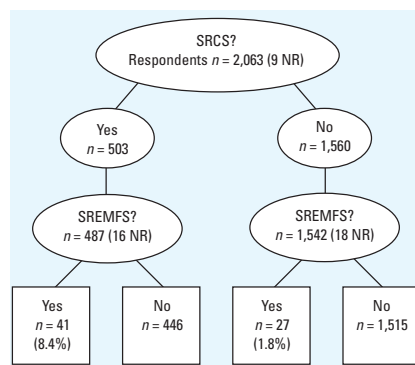 SRCS?
Respondents n = 2,063 (9 NR)
Yes
n = 503
No
n = 1,560
SREMFS?
n = 487 (16 NR)
SREMFS?
n = 1,542 (18 NR)
Yes
n = 41
(8.4%)
No
n = 446
Yes
n = 27
(1.8%)
No
n = 1,515